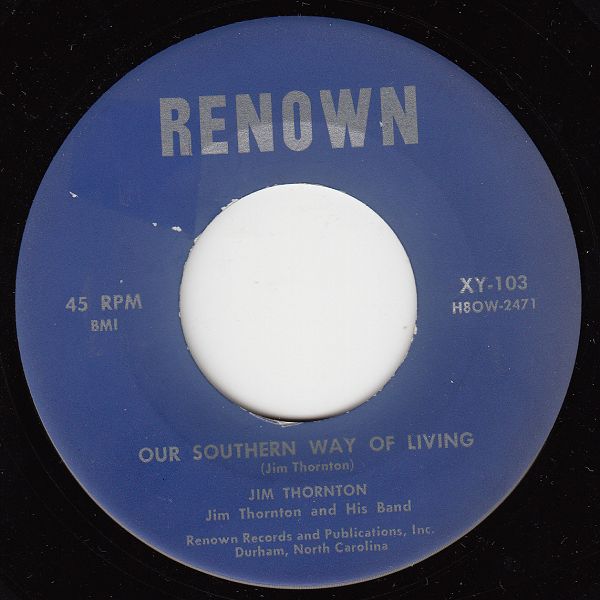 RENOWN
45 RPM
BMI
XY-103
H8OW-2471
OUR SOUTHERN WAY OF LIVING
(Jim Thornton)
JIM THORNTON
Jim Thornton and His Band
Renown Records and Publications, Inc.
Durham, North Carolina